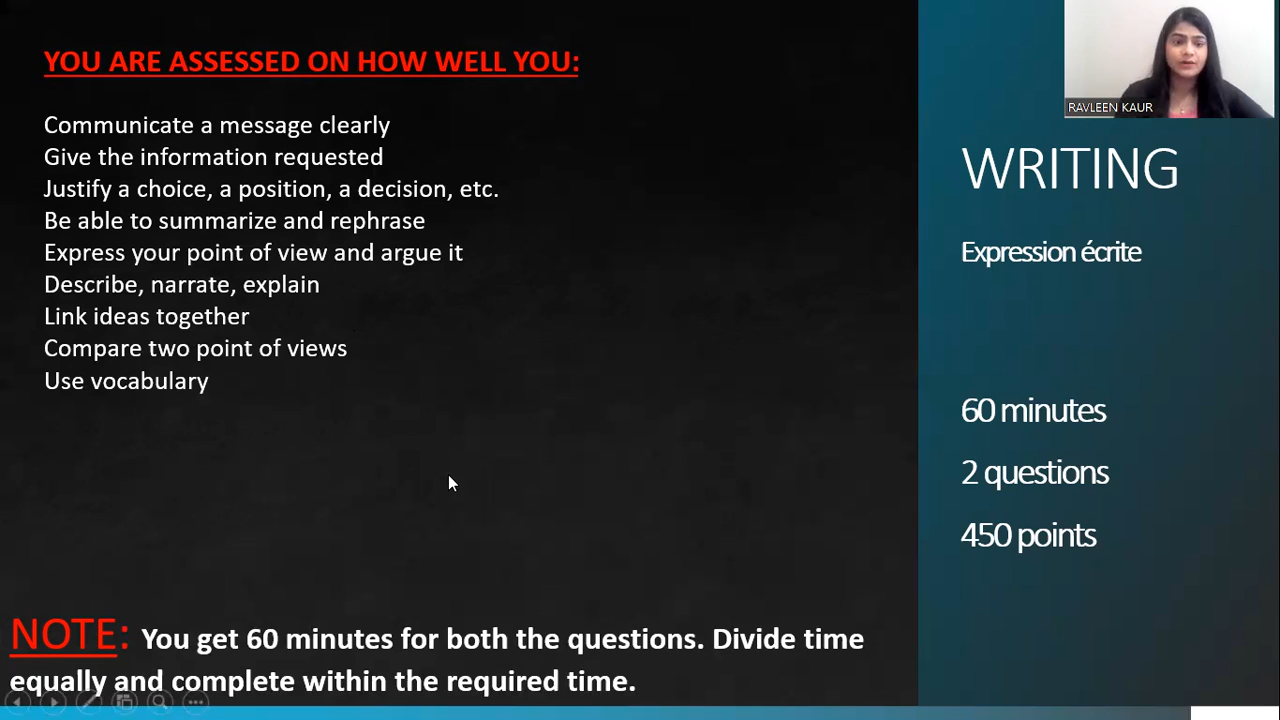 YOU ARE ASSESSED ON HOW WELL YOU:
Communicate a message clearly
Give the information requested
Justify a choice, a position, a decision, etc.
Be able to summarize and rephrase
Express your point of view and argue it
Describe, narrate, explain
Link ideas together
Compare two point of views
Use vocabulary
NOTE: You get 60 minutes for both the questions. Divide time
equally and complete within the required time.
RAVLEEN KAUR
WRITING
Expression écrite
60 minutes
2 questions
450 points